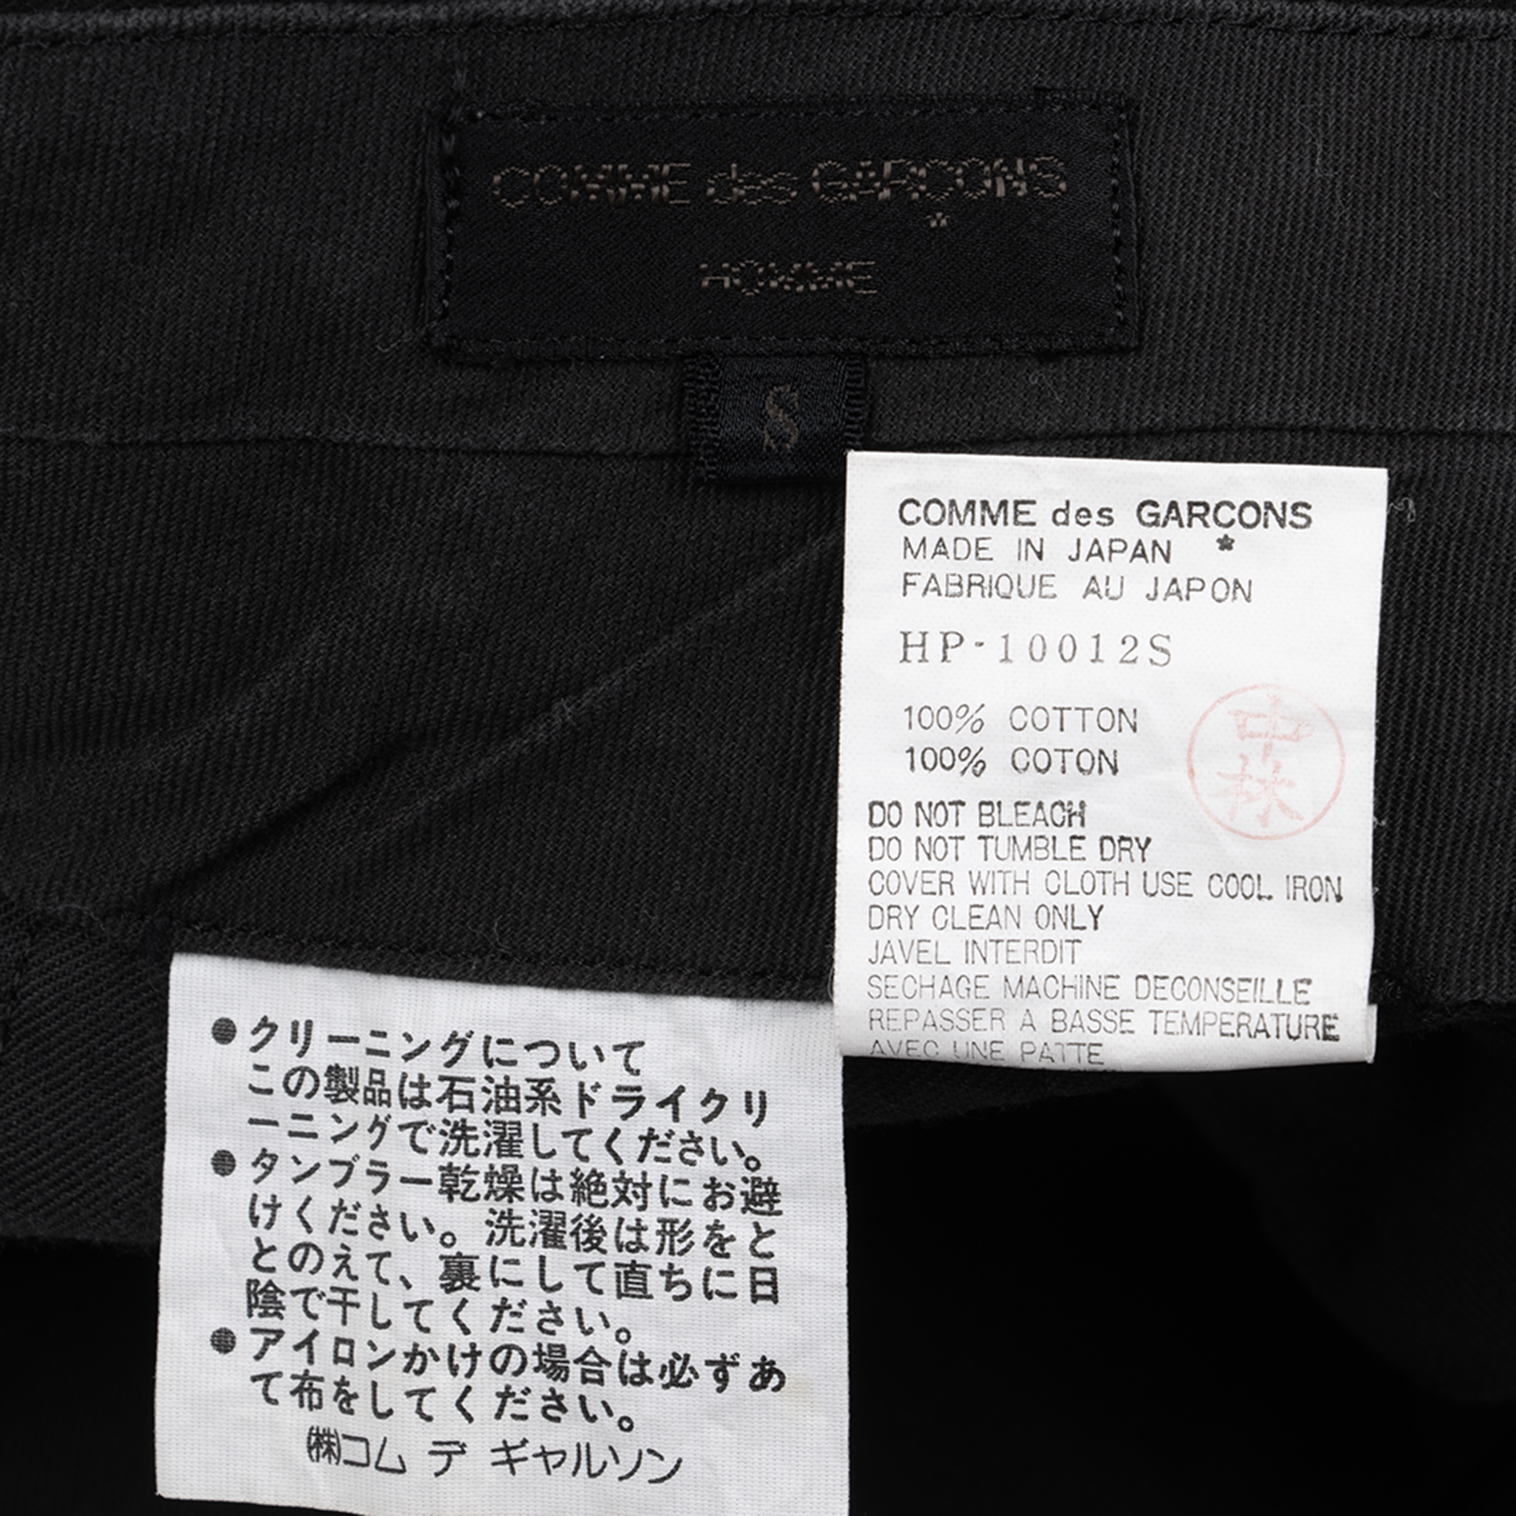 COMME des GARÇONS
HOMME
S
COMME des GARCONS
MADE IN JAPAN *
FABRIQUE AU JAPON
HP-10012S
100% COTTON
100% COTON
中林
DO NOT BLEACH
DO NOT TUMBLE DRY
COVER WITH CLOTH USE COOL IRON
DRY CLEAN ONLY
JAVEL INTERDIT
SECHAGE MACHINE DECONSEILLE
REPASSER A BASSE TEMPERATURE
AVEC UNE PATTE
●クリーニングについて
この製品は石油系ドライクリ
ーニングで洗濯してください。
●タンブラー乾燥は絶対にお避
けください。洗濯後は形をと
とのえて、裏にして直ちに日
陰で干してください。
●アイロンかけの場合は必ずあ
て布をしてください。
㈱コム デ ギャルソン